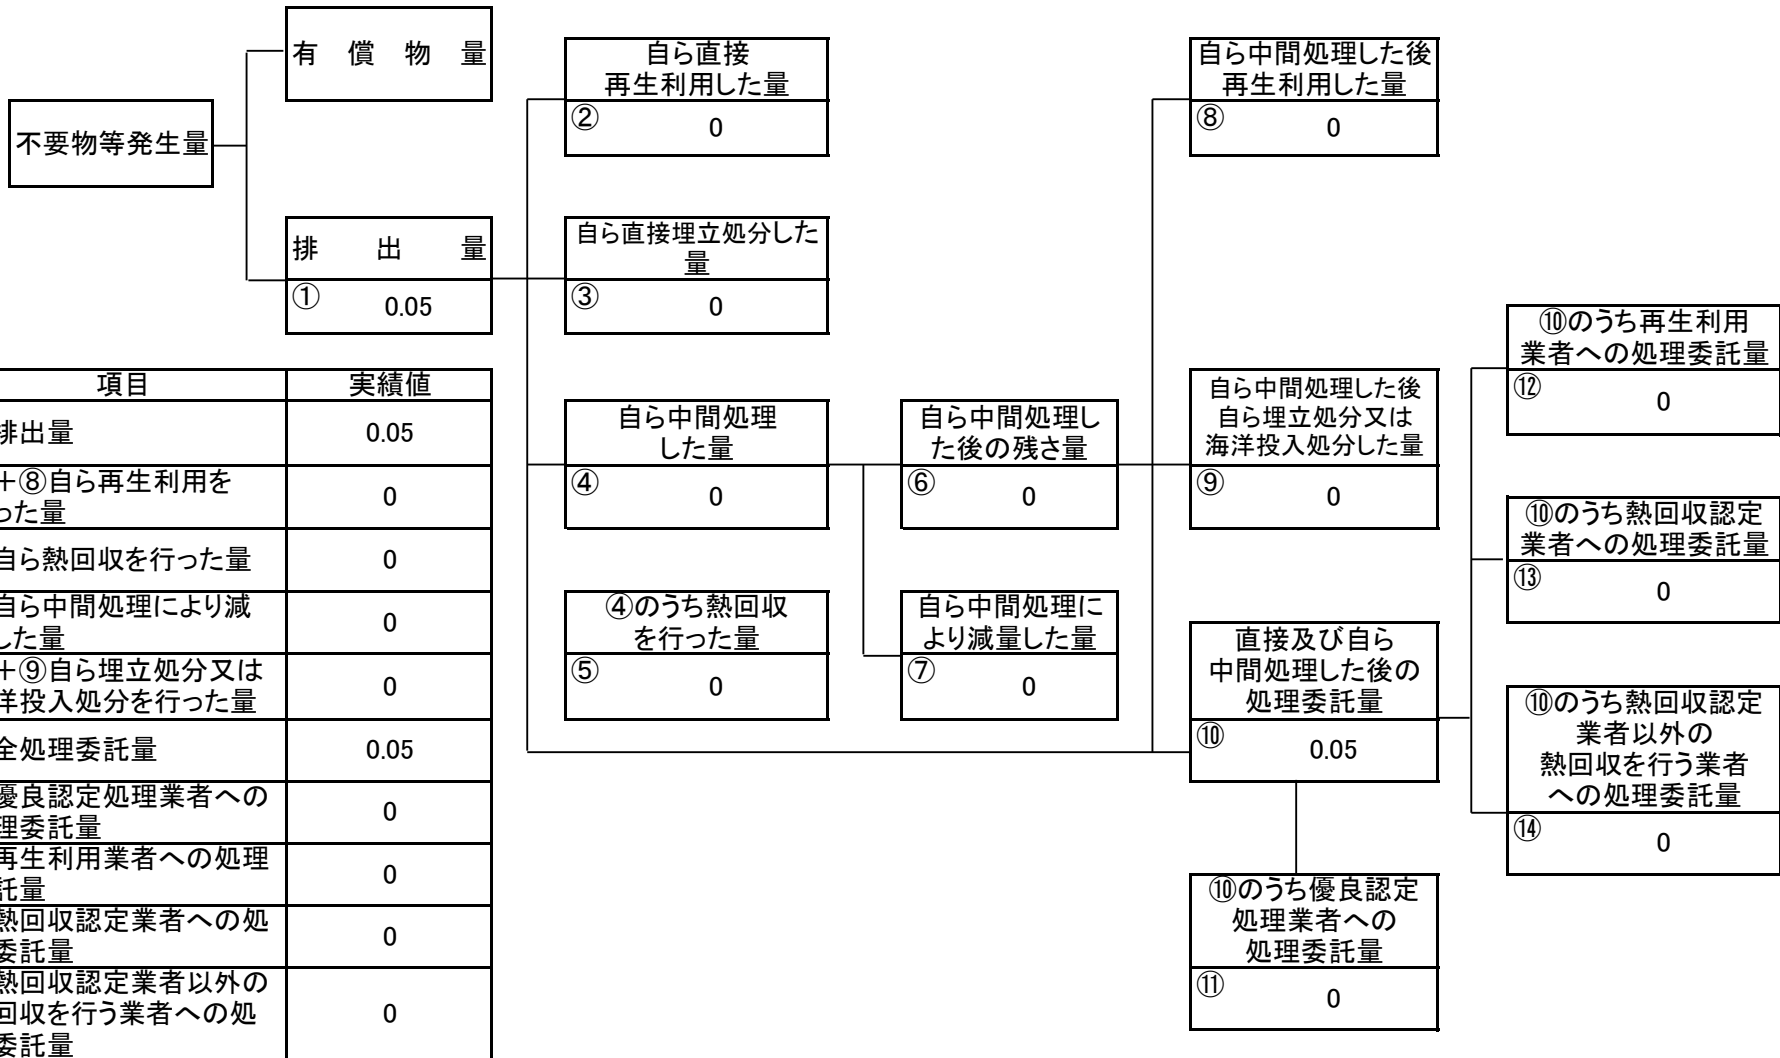 有償物量
不要物等発生量
排出量
① 0.05
自ら直接
再生利用した量
② 0
自ら直接埋立処分した
量
③ 0
自ら中間処理
した量
④ 0
④のうち熱回収
を行った量
⑤ 0
自ら中間処理し
た後の残さ量
⑥ 0
自ら中間処理に
より減量した量
⑦ 0
自ら中間処理した後
再生利用した量
⑧ 0
自ら中間処理した後
自ら埋立処分又は
海洋投入処分した量
⑨ 0
直接及び自ら
中間処理した後の
処理委託量
⑩ 0.05
⑩のうち優良認定
処理業者への
処理委託量
⑪ 0
⑩のうち再生利用
業者への処理委託量
⑫ 0
⑩のうち熱回収認定
業者への処理委託量
⑬ 0
⑩のうち熱回収認定
業者以外の
熱回収を行う業者
への処理委託量
⑭ 0
項目 実績値
排出量 0.05
+⑧自ら再生利用を
った量 0
自ら熱回収を行った量 0
自ら中間処理により減
した量 0
+⑨自ら埋立処分又は
洋投入処分を行った量 0
全処理委託量 0.05
優良認定処理業者への
理委託量 0
再生利用業者への処理
託量 0
熱回収認定業者への処
委託量 0
熱回収認定業者以外の
回収を行う業者への処
委託量 0